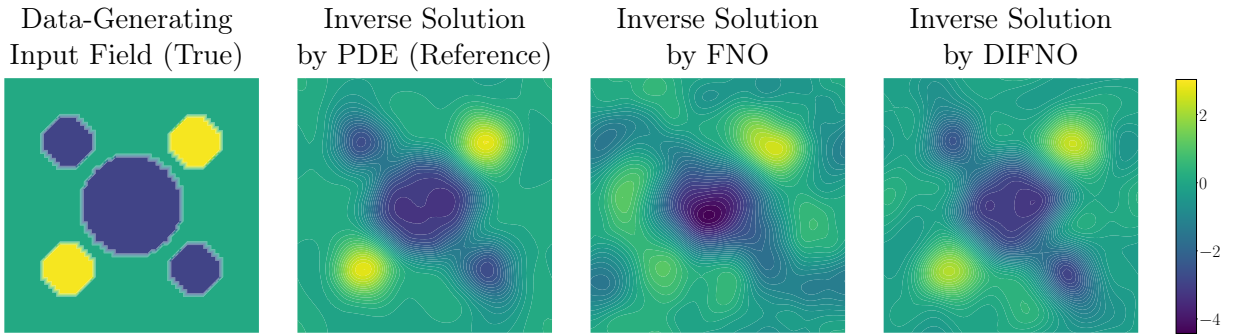 Data-Generating
Input Field (True)
Inverse Solution
by PDE (Reference)
Inverse Solution
by FNO
Inverse Solution
by DIFNO
2
0
−2
−4